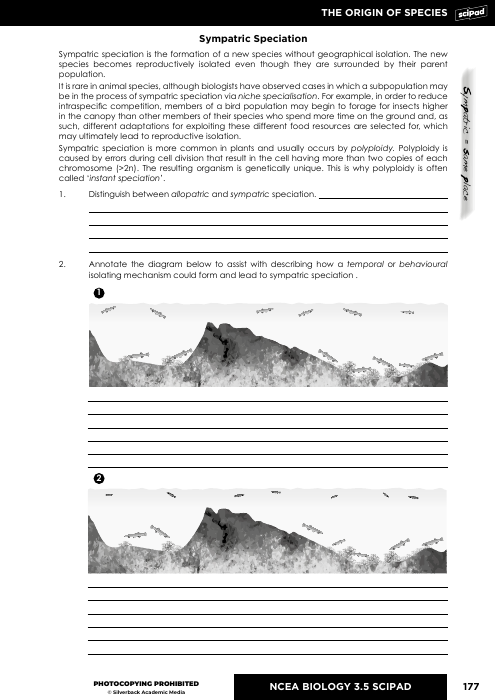 THE ORIGIN OF SPECIES
scipad
Sympatric Speciation
Sympatric speciation is the formation of a new species without geographical isolation. The new
species becomes reproductively isolated even though they are surrounded by their parent
population.
It is rare in animal species, although biologists have observed cases in which a subpopulation may
be in the process of sympatric speciation via niche specialisation. For example, in order to reduce
intraspecific competition, members of a bird population may begin to forage for insects higher
in the canopy than other members of their species who spend more time on the ground and, as
such, different adaptations for exploiting these different food resources are selected for, which
may ultimately lead to reproductive isolation.
Sympatric speciation is more common in plants and usually occurs by polyploidy. Polyploidy is
caused by errors during cell division that result in the cell having more than two copies of each
chromosome (>2n). The resulting organism is genetically unique. This is why polyploidy is often
called ‘instant speciation’.
Sympatric = Same place
1. Distinguish between allopatric and sympatric speciation.
2. Annotate the diagram below to assist with describing how a temporal or behavioural
isolating mechanism could form and lead to sympatric speciation .
1
2
PHOTOCOPYING PROHIBITED
© Silverback Academic Media
NCEA BIOLOGY 3.5 SCIPAD
177